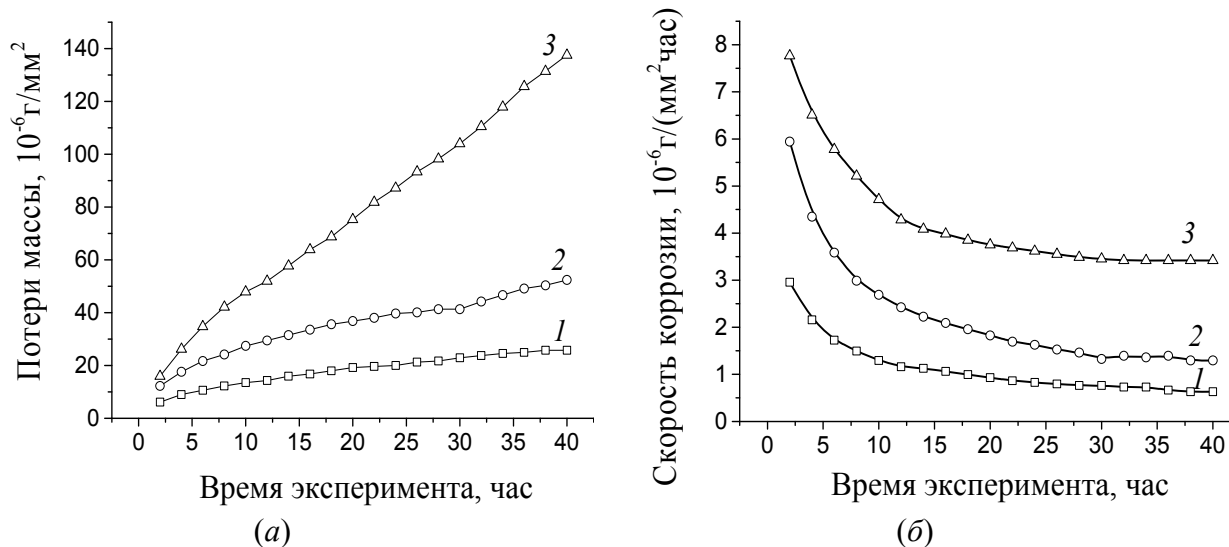 Потери массы, 10⁻⁶г/мм²
140
120
100
80
60
40
20
0
0 5 10 15 20 25 30 35 40
3
2
1
Время эксперимента, час
(а)
Скорость коррозии, 10⁻⁶г/(мм²час)
8
7
6
5
4
3
2
1
0
0 5 10 15 20 25 30 35 40
3
2
1
Время эксперимента, час
(б)